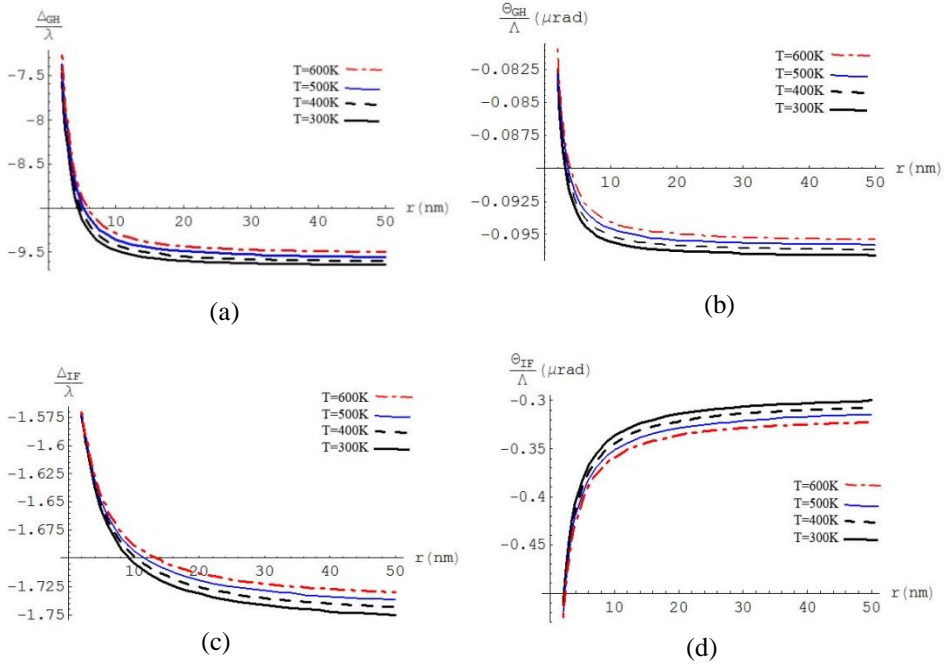 Δ_GH/λ
-7.5
-8
-8.5
-9.5
10 20 30 40 50
r(nm)
T=600K
T=500K
T=400K
T=300K
(a)
Θ_GH/Λ (μrad)
-0.0825
-0.085
-0.0875
-0.0925
-0.095
10 20 30 40 50
r(nm)
T=600K
T=500K
T=400K
T=300K
(b)
Δ_IF/λ
-1.575
-1.6
-1.625
-1.65
-1.675
-1.725
-1.75
10 20 30 40 50
r(nm)
T=600K
T=500K
T=400K
T=300K
(c)
Θ_IF/Λ (μrad)
-0.3
-0.35
-0.4
-0.45
10 20 30 40 50
r(nm)
T=600K
T=500K
T=400K
T=300K
(d)